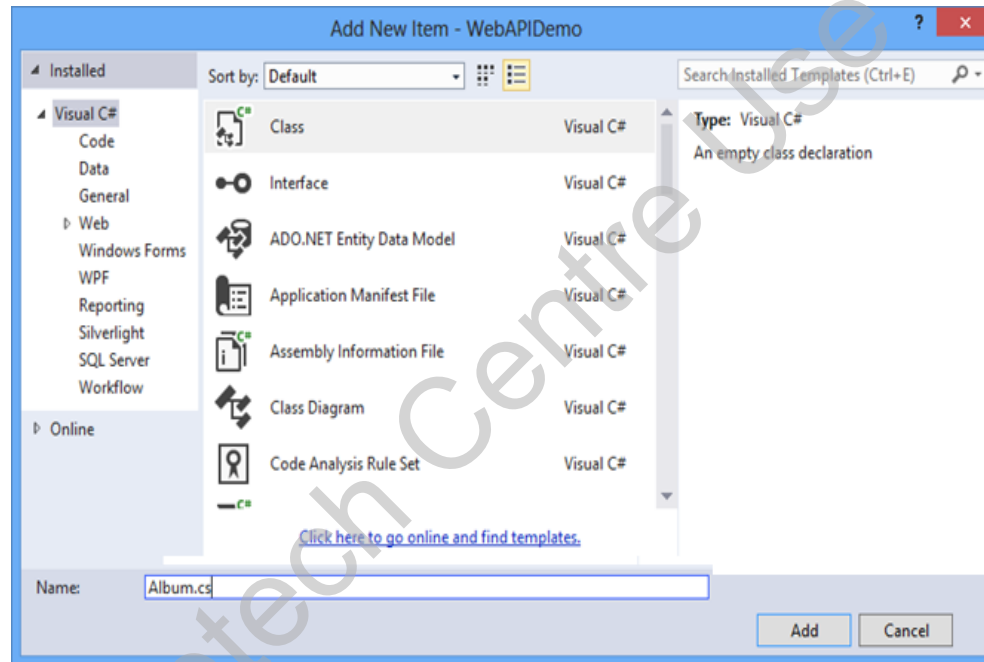 Add New Item - WebAPIDemo
?
×
Installed
Sort by: Default
Search Installed Templates (Ctrl+E)
Visual C#
Code
Data
General
Web
Windows Forms
WPF
Reporting
Silverlight
SQL Server
Workflow
Online
Class Visual C#
Interface Visual C#
ADO.NET Entity Data Model Visual C#
Application Manifest File Visual C#
Assembly Information File Visual C#
Class Diagram Visual C#
Code Analysis Rule Set Visual C#
Click here to go online and find templates.
Type: Visual C#
An empty class declaration
Name: Album.cs
Add Cancel
Centre Use